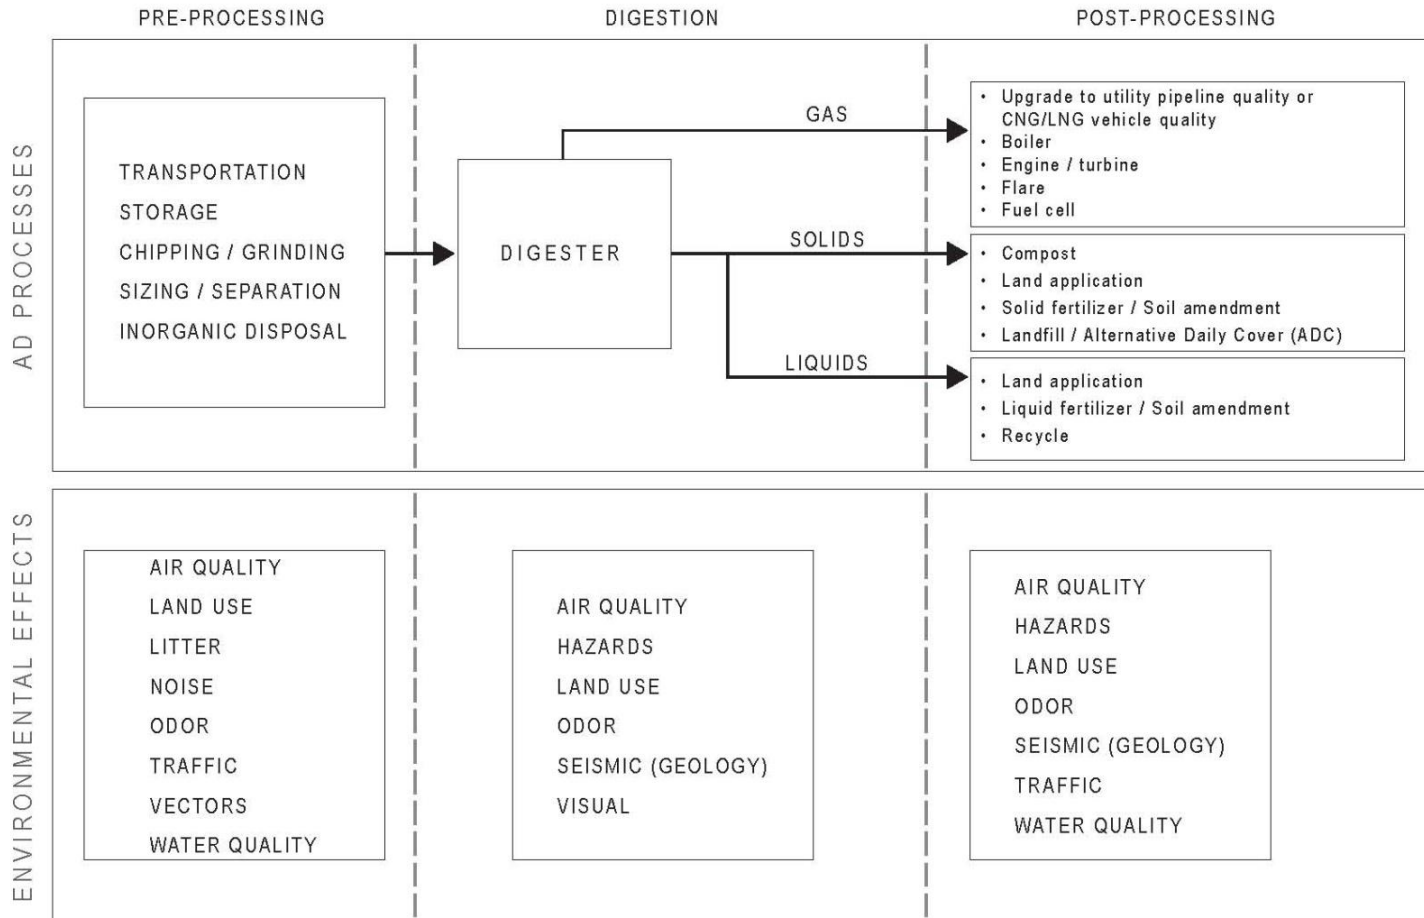 PRE-PROCESSING
DIGESTION
POST-PROCESSING
AD PROCESSES
TRANSPORTATION
STORAGE
CHIPPING / GRINDING
SIZING / SEPARATION
INORGANIC DISPOSAL
DIGESTER
GAS
SOLIDS
LIQUIDS
• Upgrade to utility pipeline quality or
CNG/LNG vehicle quality
• Boiler
• Engine / turbine
• Flare
• Fuel cell
• Compost
• Land application
• Solid fertilizer / Soil amendment
• Landfill / Alternative Daily Cover (ADC)
• Land application
• Liquid fertilizer / Soil amendment
• Recycle
ENVIRONMENTAL EFFECTS
AIR QUALITY
LAND USE
LITTER
NOISE
ODOR
TRAFFIC
VECTORS
WATER QUALITY
AIR QUALITY
HAZARDS
LAND USE
ODOR
SEISMIC (GEOLOGY)
VISUAL
AIR QUALITY
HAZARDS
LAND USE
ODOR
SEISMIC (GEOLOGY)
TRAFFIC
WATER QUALITY